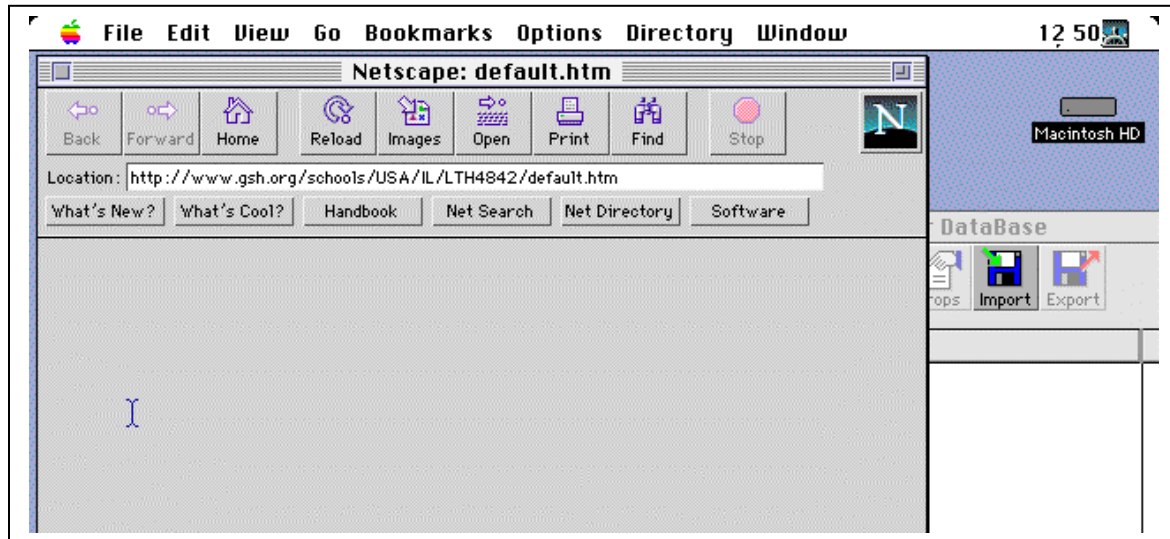 File Edit View Go Bookmarks Options Directory Window 12 50
Netscape: default.htm
Back Forward Home Reload Images Open Print Find Stop N
Macintosh HD
Location: http://www.gsh.org/schools/USA/IL/LTH4842/default.htm
What's New? What's Cool? Handbook Net Search Net Directory Software
DataBase
Import Export